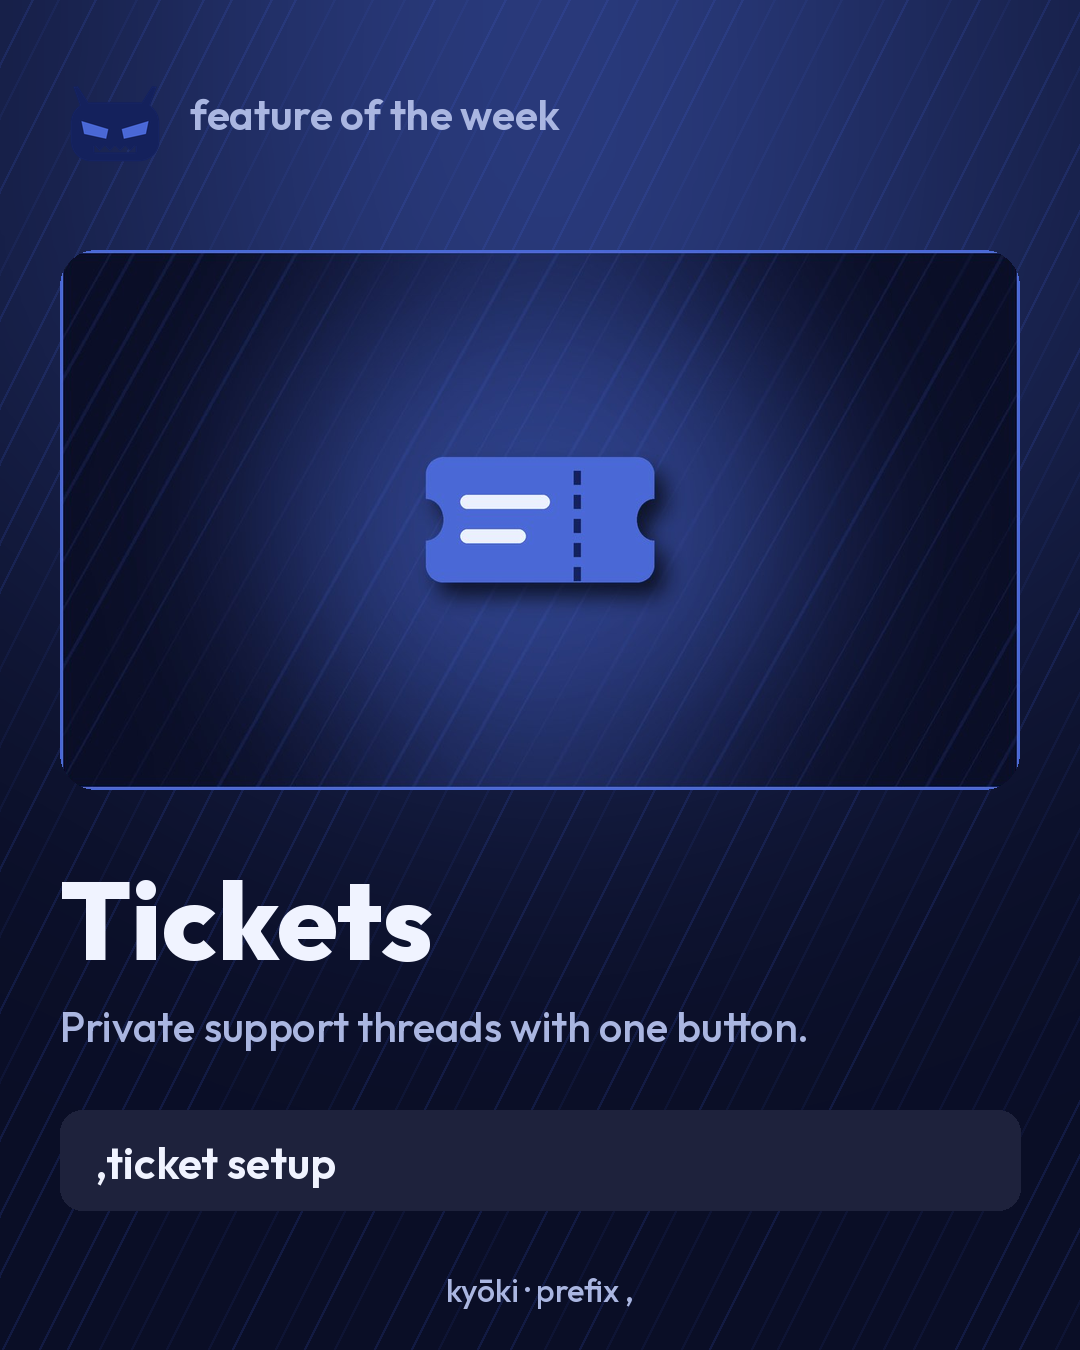 feature of the week
Tickets
Private support threads with one button.
,ticket setup
kyōki · prefix ,